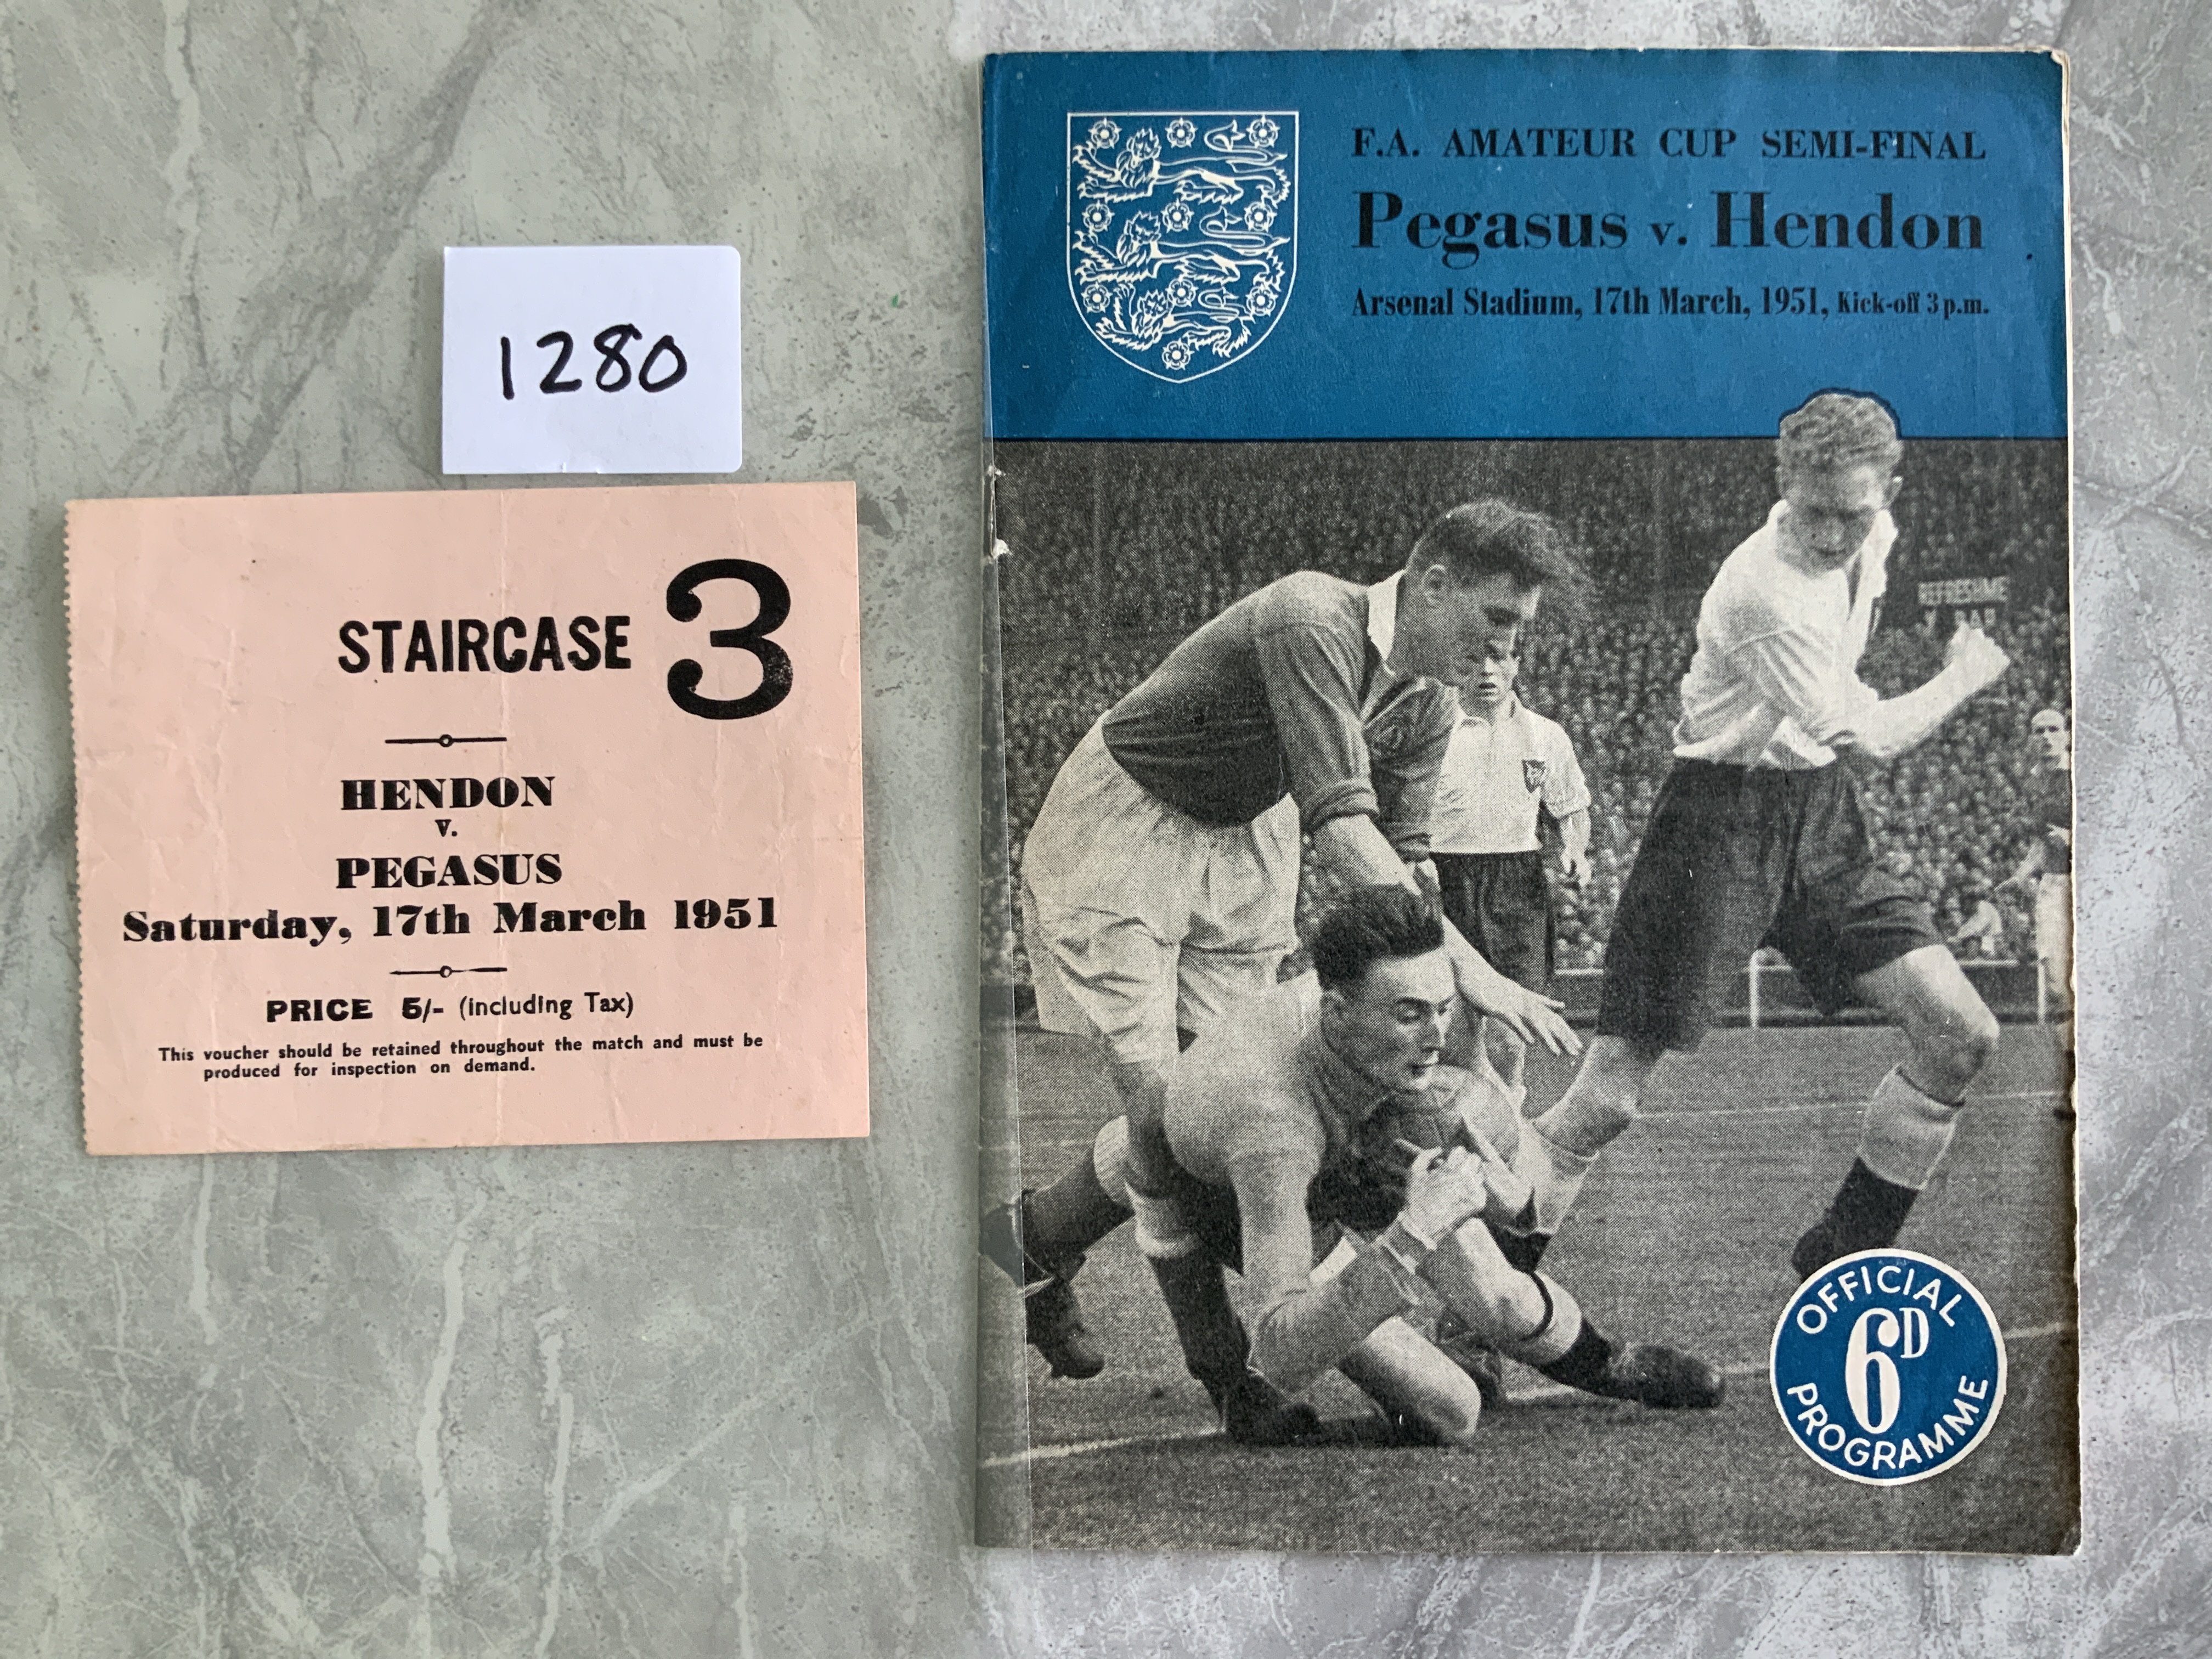 1280
STAIRCASE 3
HENDON
V.
PEGASUS
Saturday, 17th March 1951
PRICE 5/- (including Tax)
This voucher should be retained throughout the match and must be
produced for inspection on demand.
F.A. AMATEUR CUP SEMI-FINAL
Pegasus v. Hendon
Arsenal Stadium, 17th March, 1951, Kick-off 3 p.m.
OFFICIAL
6D
PROGRAMME